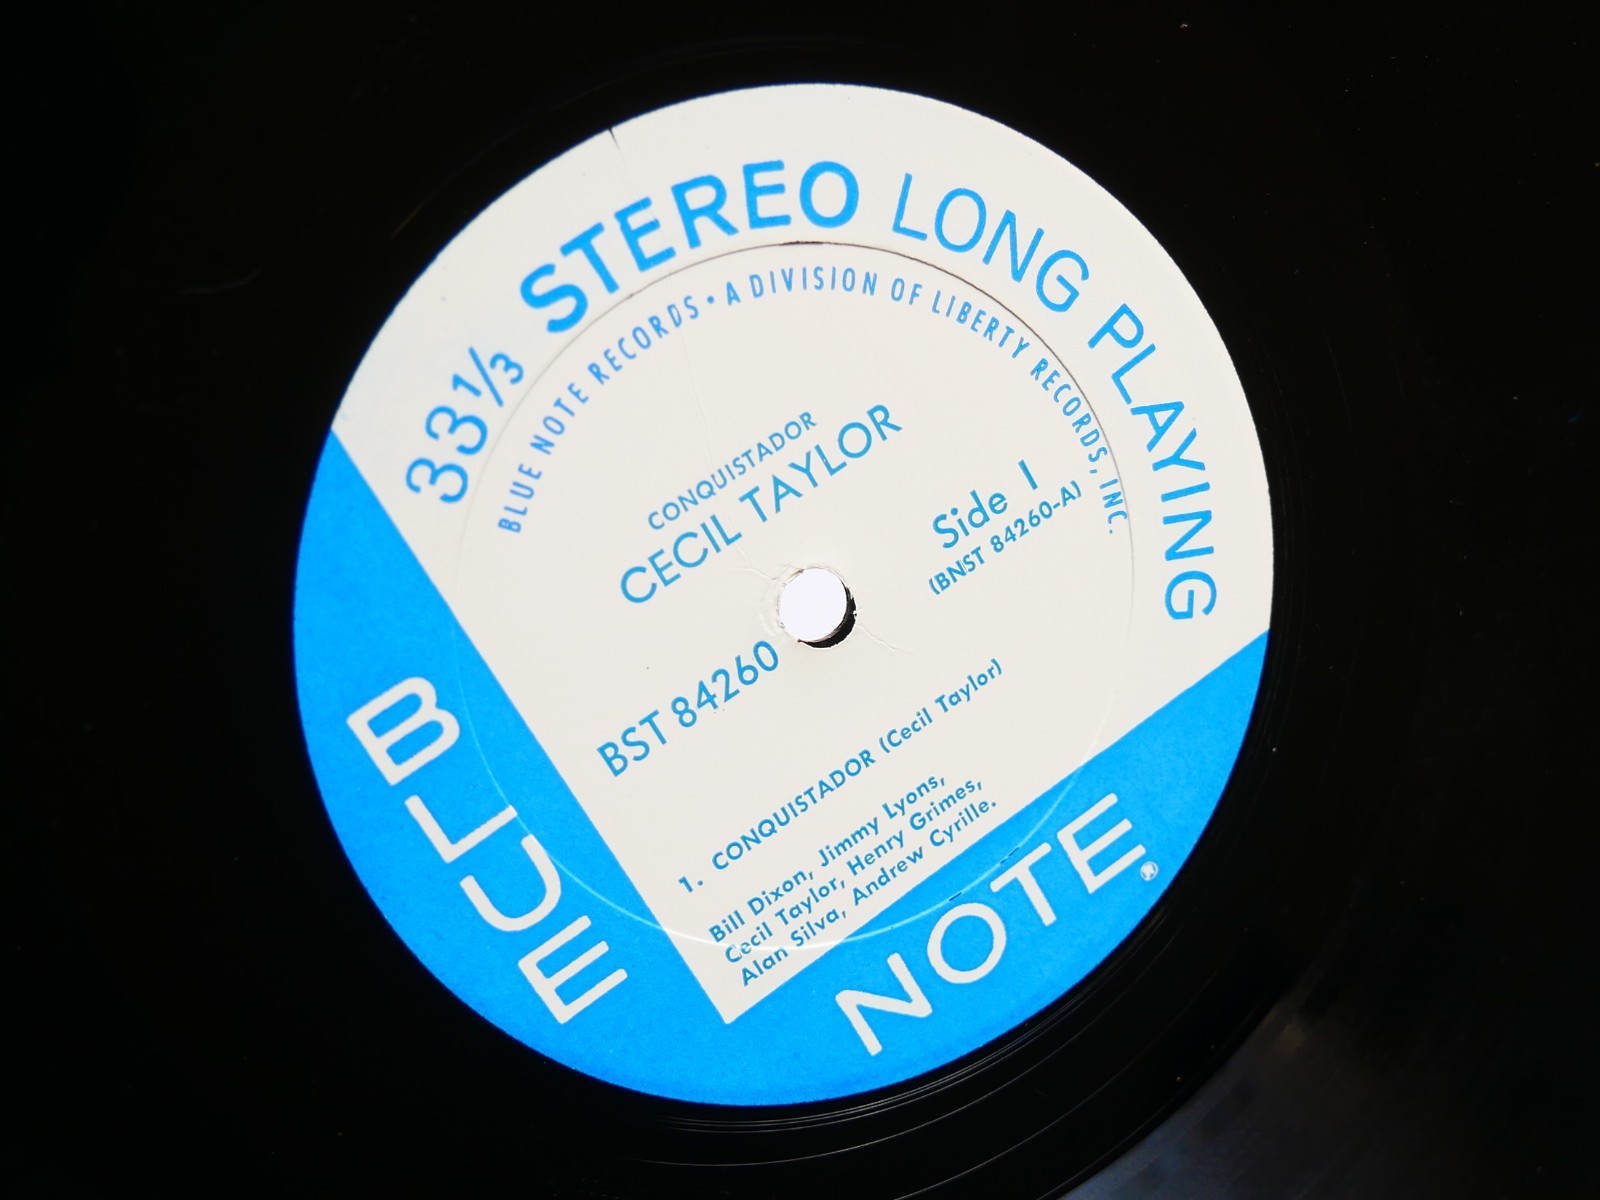 33⅓ STEREO LONG PLAYING
BLUE NOTE RECORDS • A DIVISION OF LIBERTY RECORDS, INC.
CONQUISTADOR
CECIL TAYLOR
Side 1
(BNST 84260-A)
BST 84260
1. CONQUISTADOR (Cecil Taylor)
Bill Dixon, Jimmy Lyons,
Cecil Taylor, Henry Grimes,
Alan Silva, Andrew Cyrille.
BLUE
NOTE®